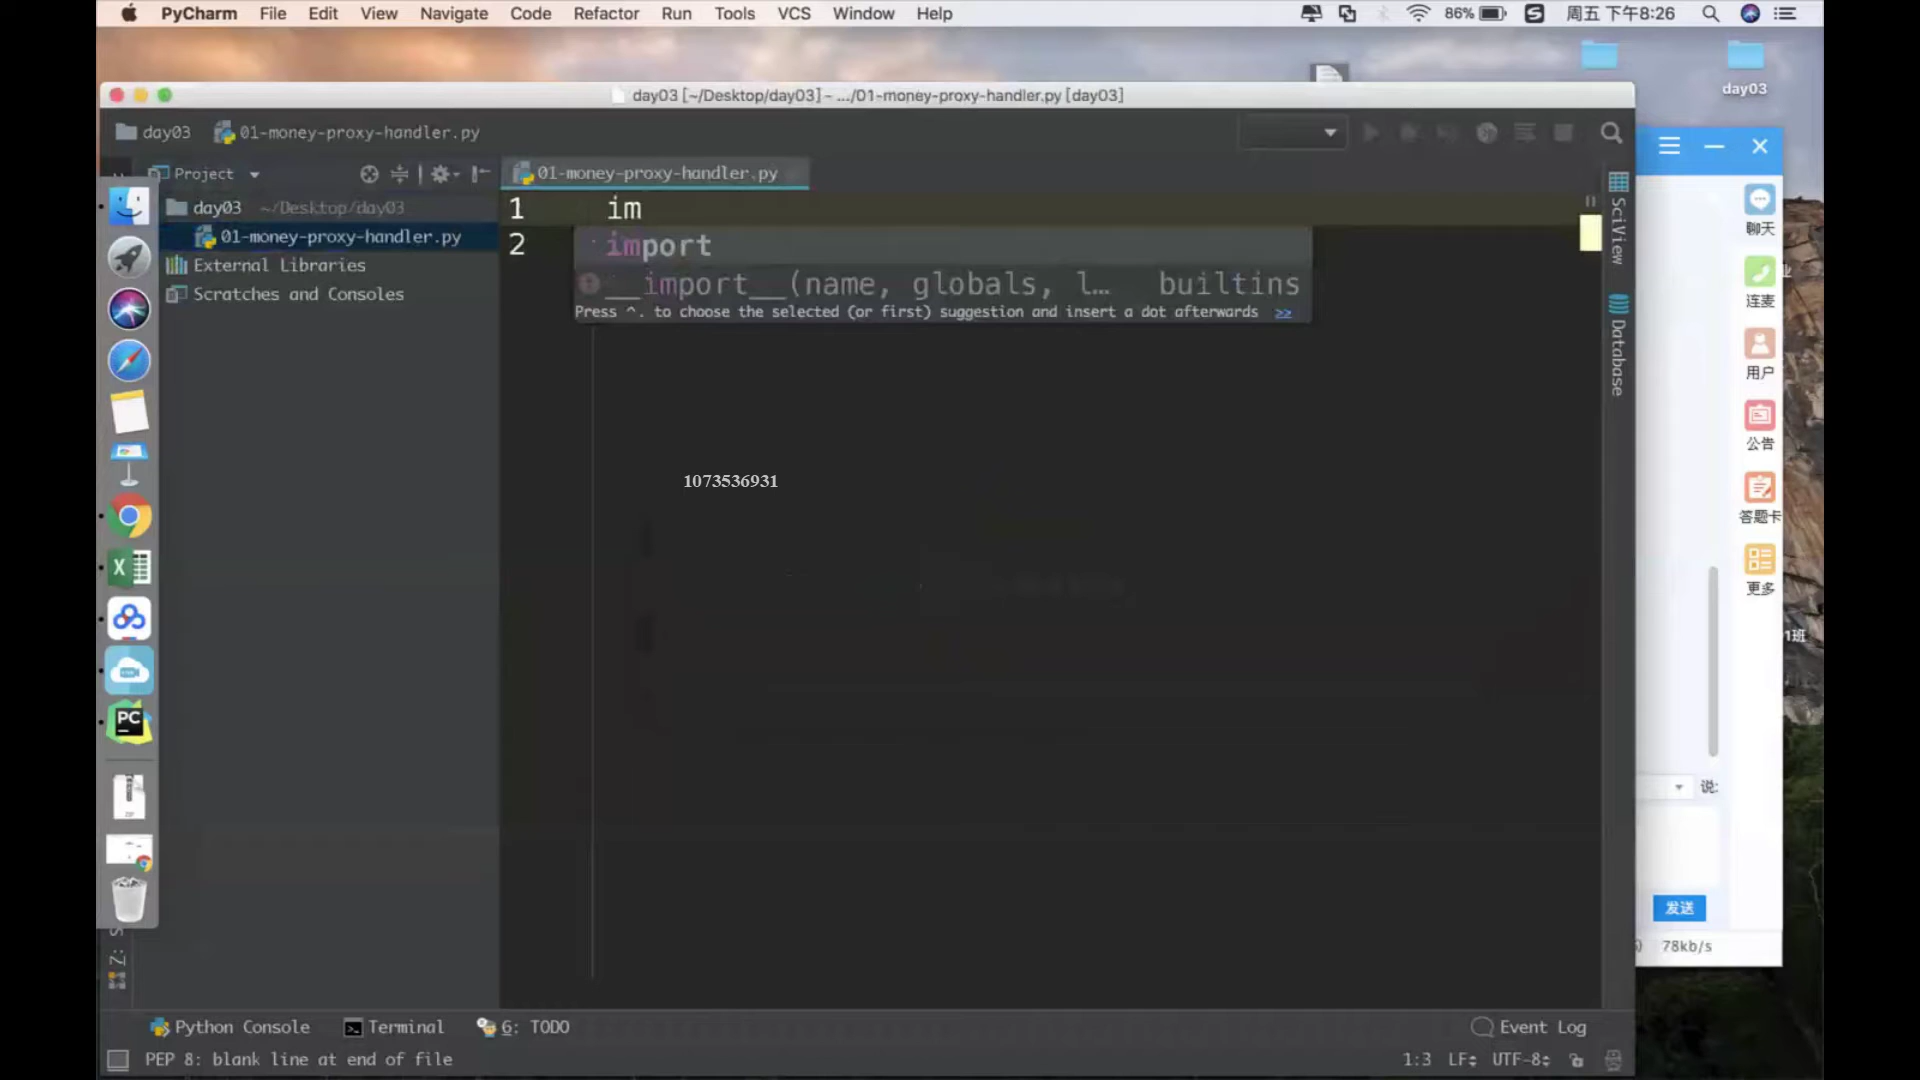 PyCharm File Edit View Navigate Code Refactor Run Tools VCS Window Help 86% 周五 下午8:26
day03
day03 [~/Desktop/day03] - .../01-money-proxy-handler.py [day03]
day03 01-money-proxy-handler.py
Project
01-money-proxy-handler.py
day03 ~/Desktop/day03
01-money-proxy-handler.py
External Libraries
Scratches and Consoles
1 im
2
import
__import__(name, globals, l… builtins
Press ^. to choose the selected (or first) suggestion and insert a dot afterwards >>
SciView
Database
1073536931
聊天
连麦
用户
公告
答题卡
更多
1班
说:
发送
78kb/s
PC
ZIP
Z: S
Python Console Terminal 6: TODO Event Log
PEP 8: blank line at end of file 1:3 LF UTF-8